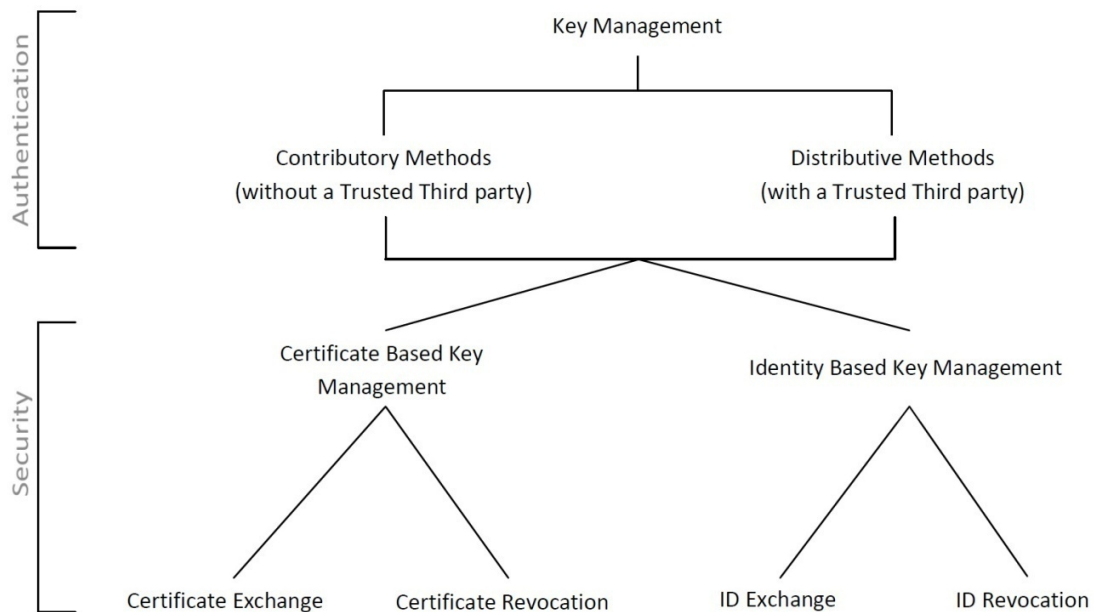 Authentication
Key Management
Contributory Methods
(without a Trusted Third party)
Distributive Methods
(with a Trusted Third party)
Security
Certificate Based Key
Management
Identity Based Key Management
Certificate Exchange
Certificate Revocation
ID Exchange
ID Revocation